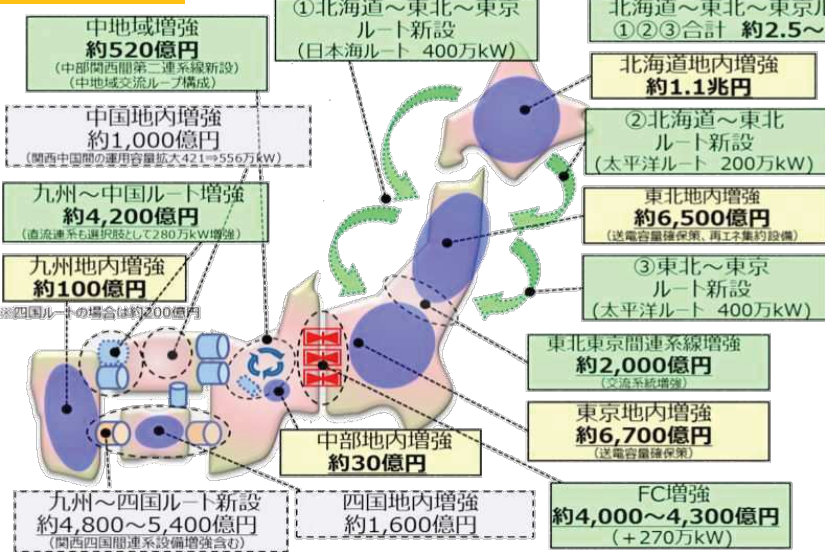 ①北海道～東北～東京
ルート新設
(日本海ルート 400万kW)
北海道～東北～東京ル
①②③合計 約2.5～
中地域増強
約520億円
(中部関西間第二連系線新設)
(中地域交流ループ構成)
北海道地内増強
約1.1兆円
中国地内増強
約1,000億円
(関西中国間の運用容量拡大421⇒556万kW)
②北海道～東北
ルート新設
(太平洋ルート 200万kW)
九州～中国ルート増強
約4,200億円
(直流連系も選択肢として280万kW増強)
東北地内増強
約6,500億円
(送電容量確保策、再エネ集約設備)
九州地内増強
約100億円
※四国ルートの場合は約200億円
③東北～東京
ルート新設
(太平洋ルート 400万kW)
東北東京間連系線増強
約2,000億円
(交流系統増強)
東京地内増強
約6,700億円
(送電容量確保策)
中部地内増強
約30億円
九州～四国ルート新設
約4,800～5,400億円
(関西四国間連系設備増強含む)
四国地内増強
約1,600億円
FC増強
約4,000～4,300億円
(＋270万kW)